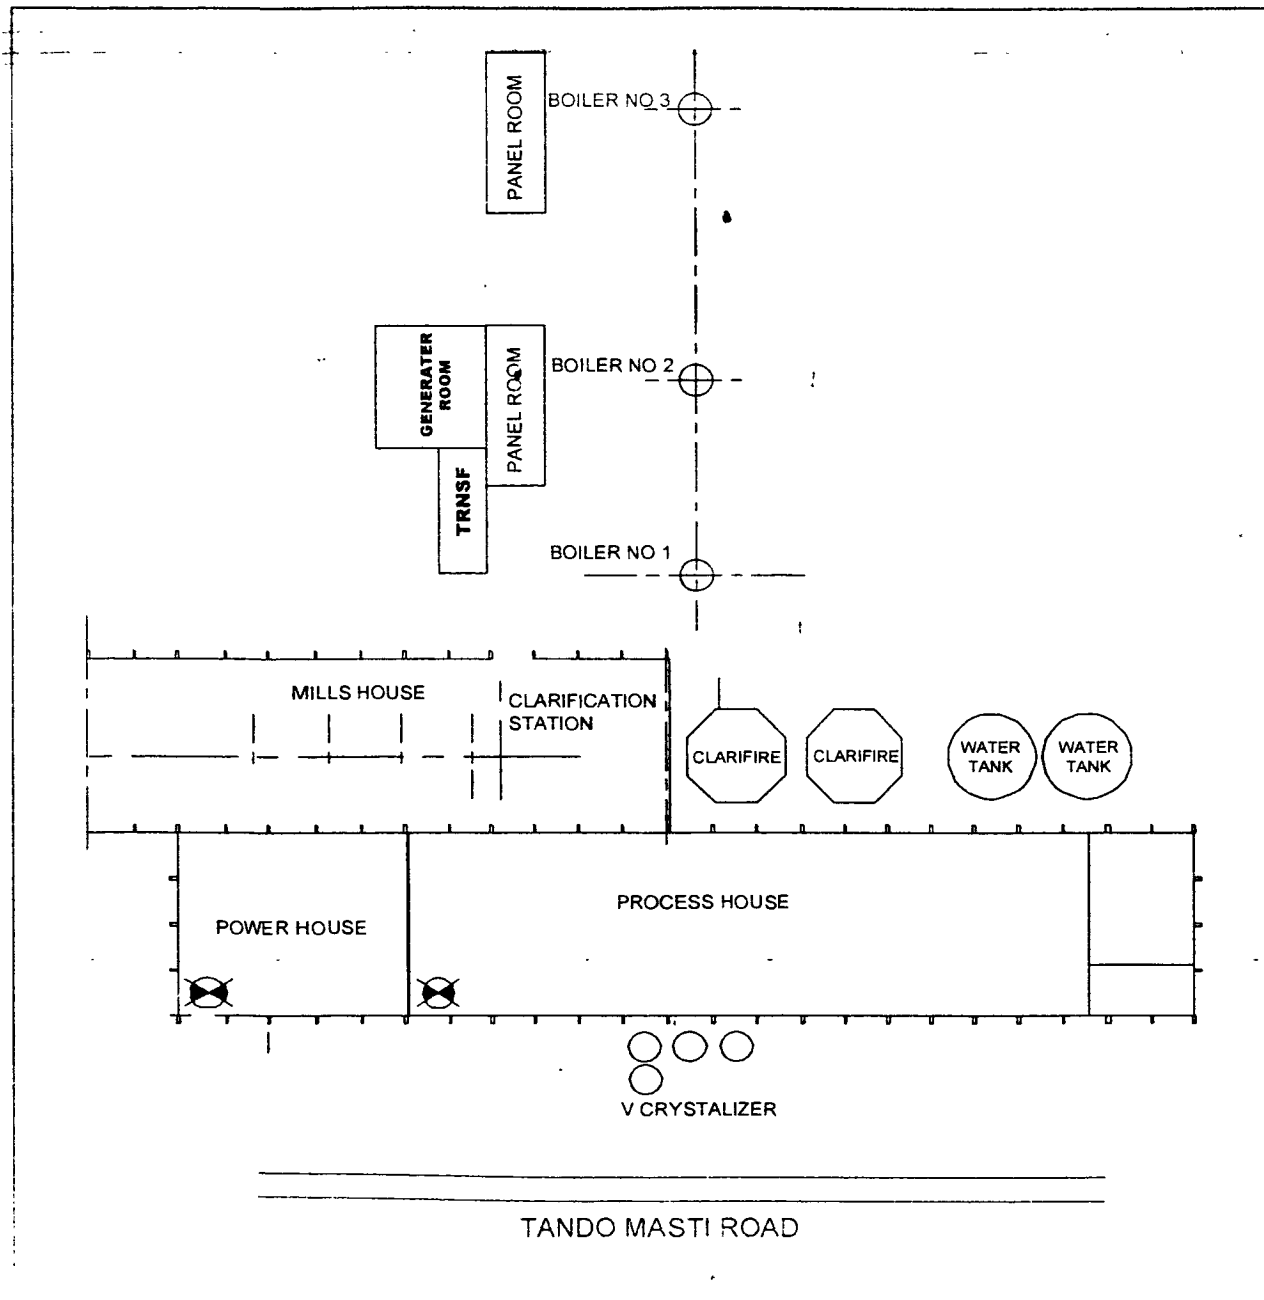 PANEL ROOM
BOILER NO 3
GENERATER
ROOM
PANEL ROOM
BOILER NO 2
TRNSF
BOILER NO 1
MILLS HOUSE
CLARIFICATION
STATION
CLARIFIRE
CLARIFIRE
WATER
TANK
WATER
TANK
POWER HOUSE
PROCESS HOUSE
V CRYSTALIZER
TANDO MASTI ROAD